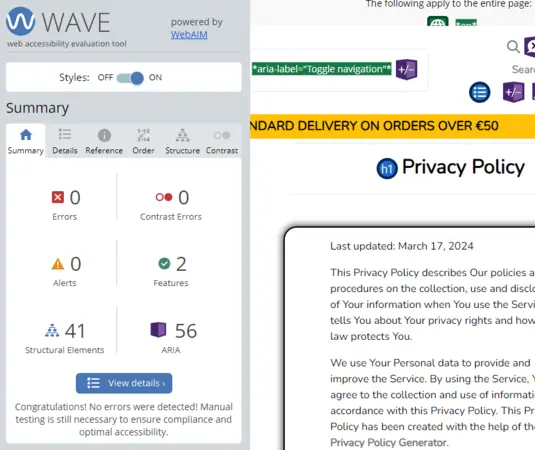 WAVE
powered by
WebAIM
web accessibility evaluation tool
Styles: OFF ON
Summary
Summary Details Reference Order Structure Contrast
0 0
Errors Contrast Errors
0 2
Alerts Features
41 56
Structural Elements ARIA
View details ›
Congratulations! No errors were detected! Manual
testing is still necessary to ensure compliance and
optimal accessibility.
The following apply to the entire page:
*aria-label="Toggle navigation"*
+/-
Sear
+/-
NDARD DELIVERY ON ORDERS OVER €50
h1 Privacy Policy
Last updated: March 17, 2024
This Privacy Policy describes Our policies a
procedures on the collection, use and disclo
of Your information when You use the Servi
tells You about Your privacy rights and how
law protects You.
We use Your Personal data to provide and
improve the Service. By using the Service, Y
agree to the collection and use of informati
accordance with this Privacy Policy. This Pr
Policy has been created with the help of th
Privacy Policy Generator.